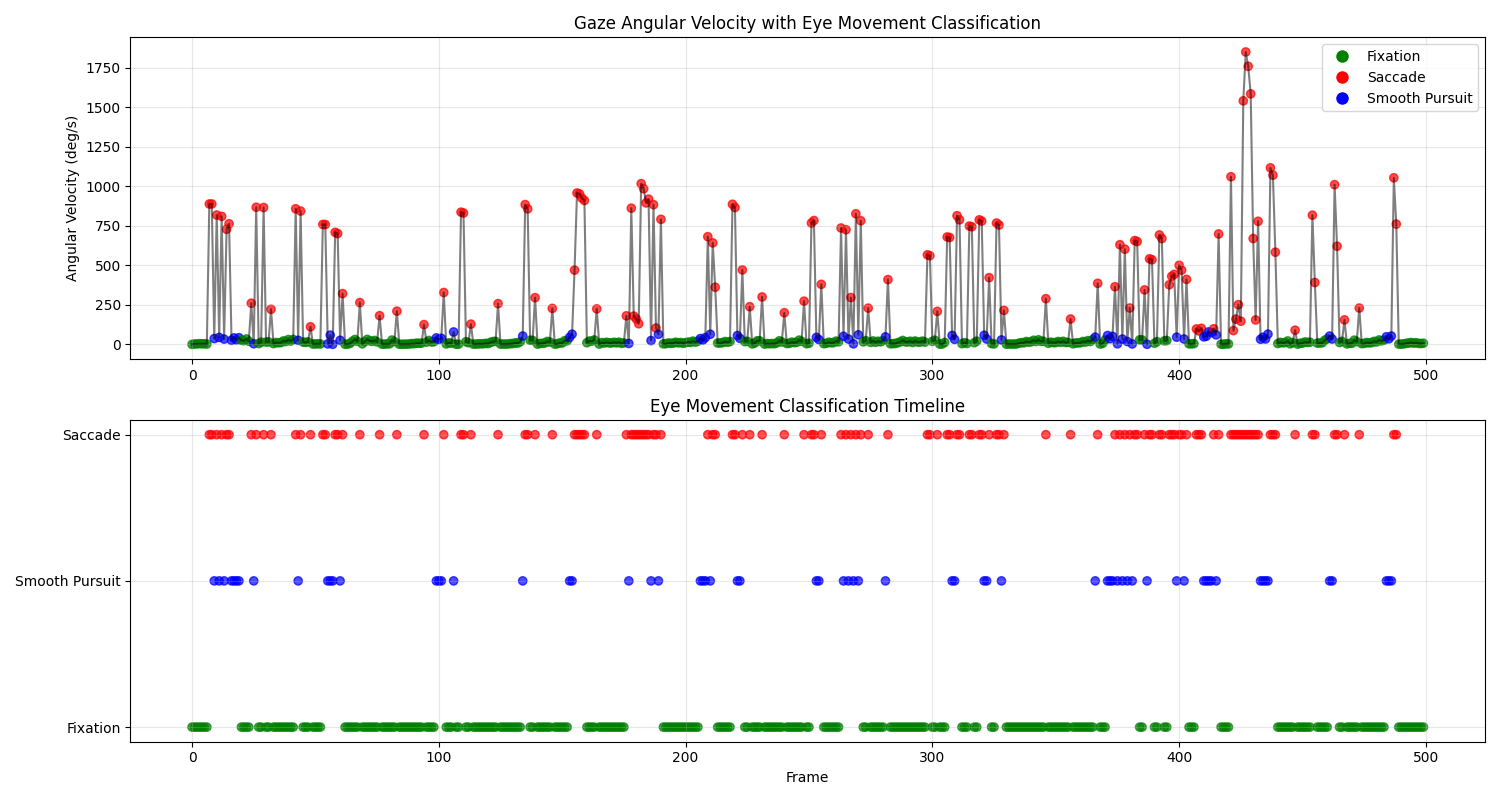 Gaze Angular Velocity with Eye Movement Classification
Angular Velocity (deg/s)
1750
1500
1250
1000
750
500
250
0
Fixation
Saccade
Smooth Pursuit
0 100 200 300 400 500
Eye Movement Classification Timeline
Saccade
Smooth Pursuit
Fixation
0 100 200 300 400 500
Frame